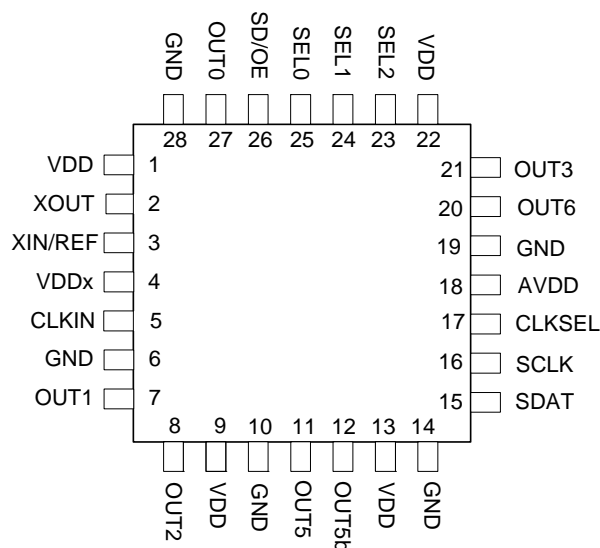 GND OUT0 SD/OE SEL0 SEL1 SEL2 VDD
28 27 26 25 24 23 22
VDD 1
XOUT 2
XIN/REF 3
VDDx 4
CLKIN 5
GND 6
OUT1 7
21 OUT3
20 OUT6
19 GND
18 AVDD
17 CLKSEL
16 SCLK
15 SDAT
8 9 10 11 12 13 14
OUT2 VDD GND OUT5 OUT5b VDD GND